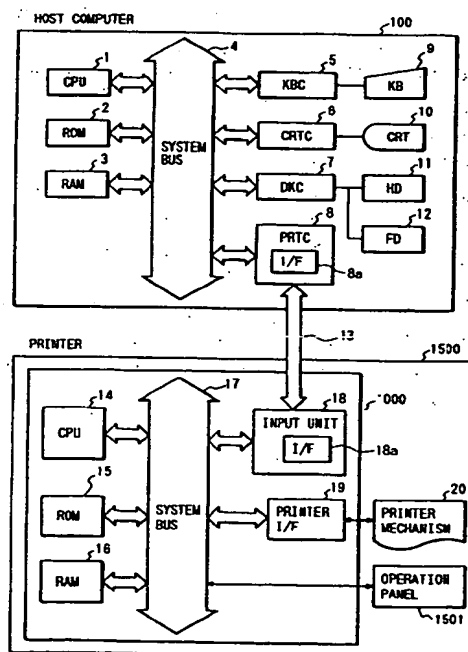 HOST COMPUTER
100
1
CPU
2
ROM
3
RAM
4
SYSTEM
BUS
5
KBC
9
KB
6
CRTC
10
CRT
7
DKC
11
HD
12
FD
8
PRTC
I/F
8a
13
PRINTER
1500
1000
14
CPU
15
ROM
16
RAM
17
SYSTEM
BUS
18
INPUT UNIT
I/F
18a
19
PRINTER
I/F
20
PRINTER
MECHANISM
OPERATION
PANEL
1501